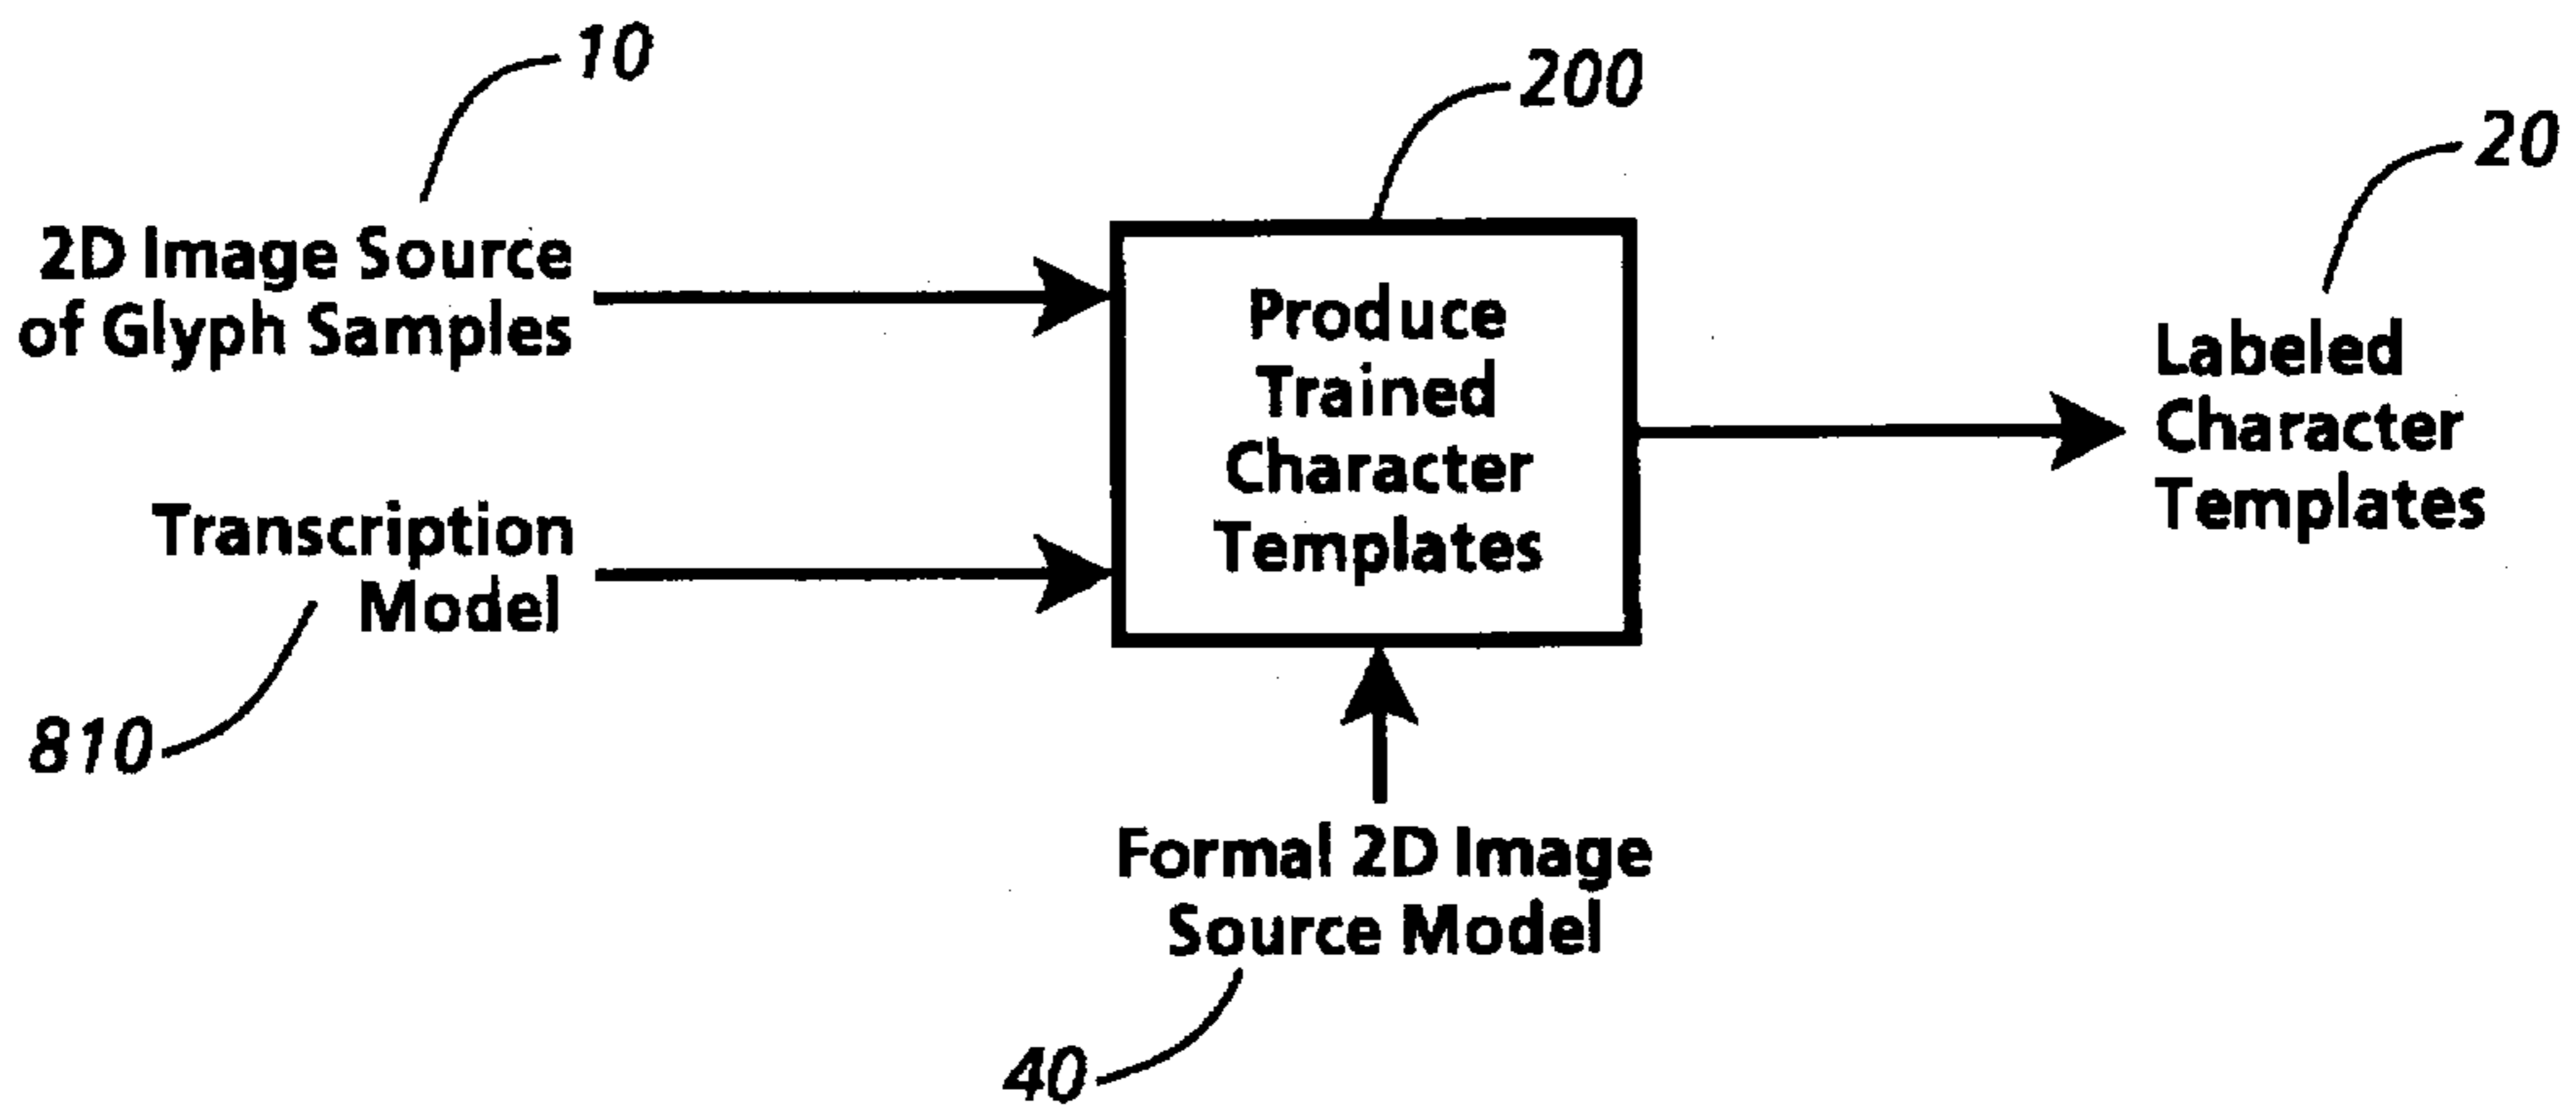 10
200
20
2D Image Source
of Glyph Samples
Produce
Trained
Character
Templates
Labeled
Character
Templates
Transcription
Model
810
Formal 2D Image
Source Model
40